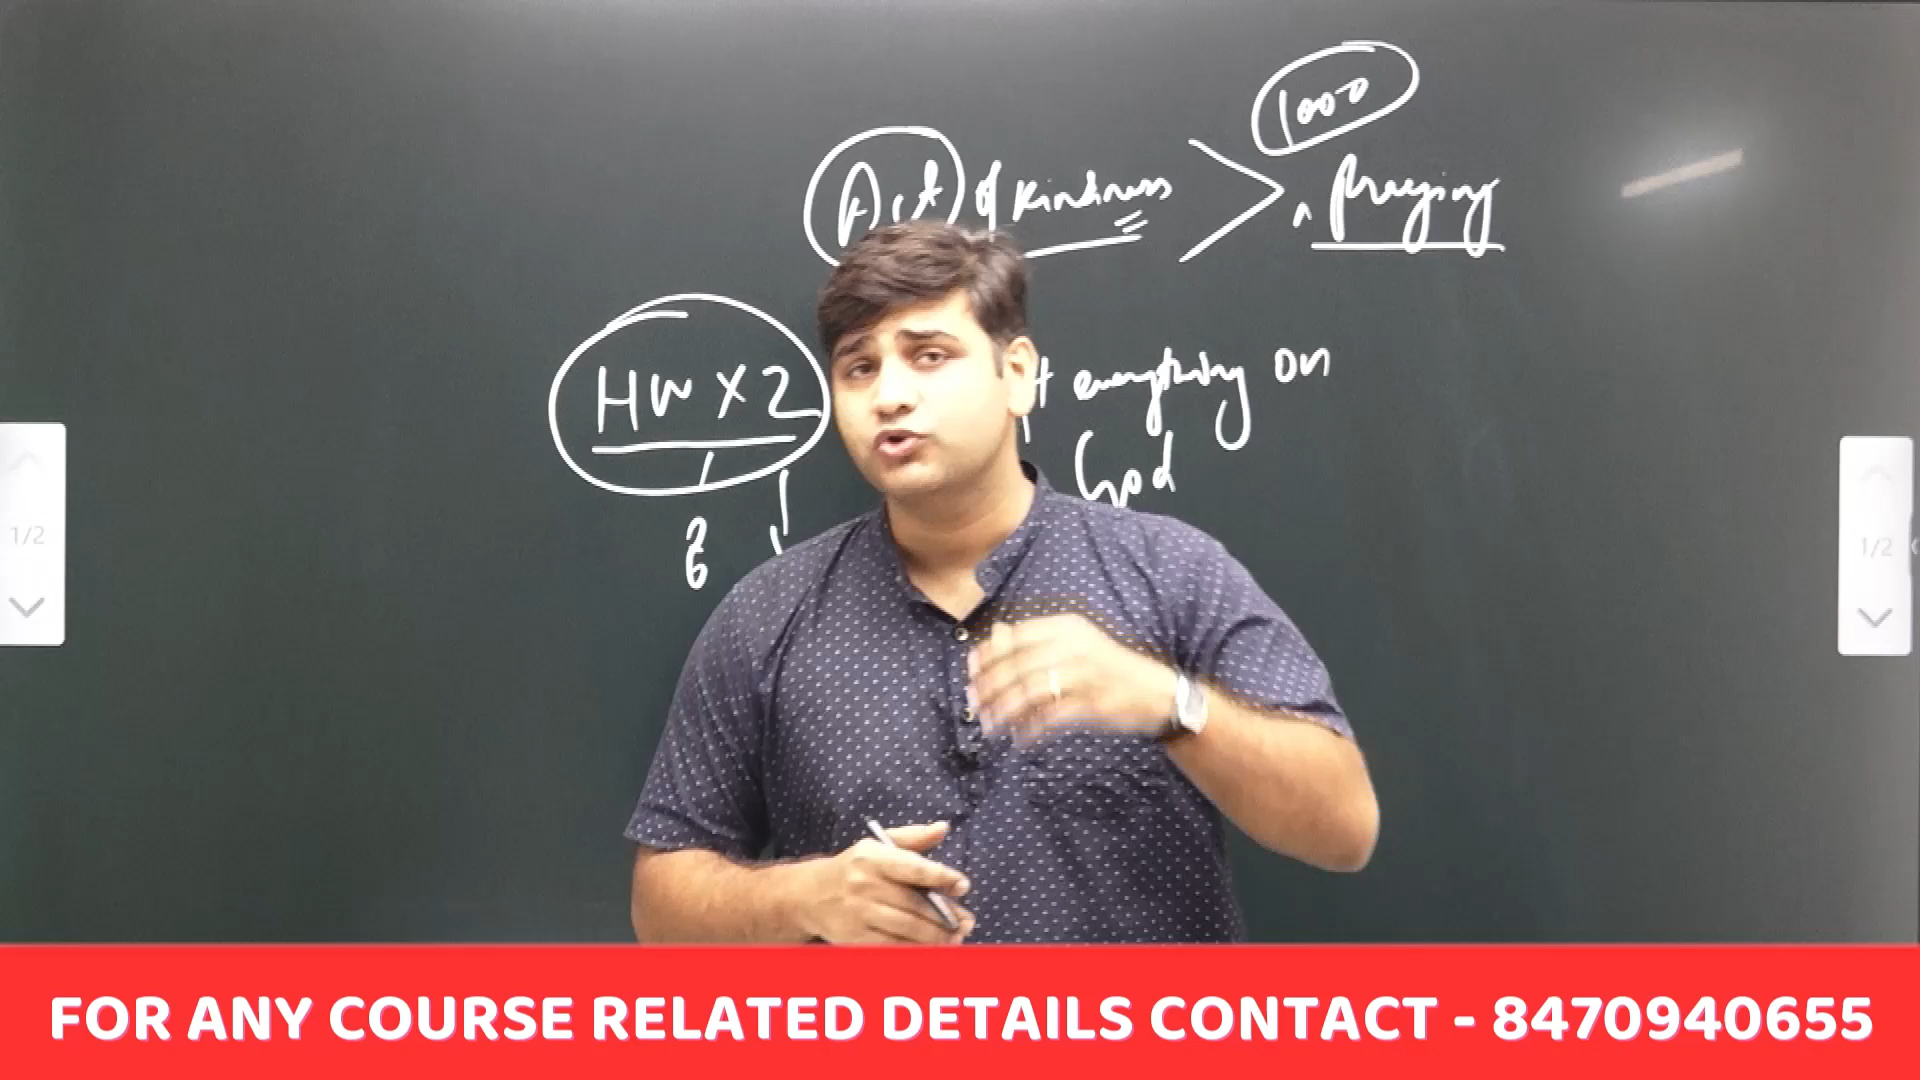 1000
Act of kindness > praying
HW X 2
everything on
God
1/2
1/2
FOR ANY COURSE RELATED DETAILS CONTACT - 8470940655